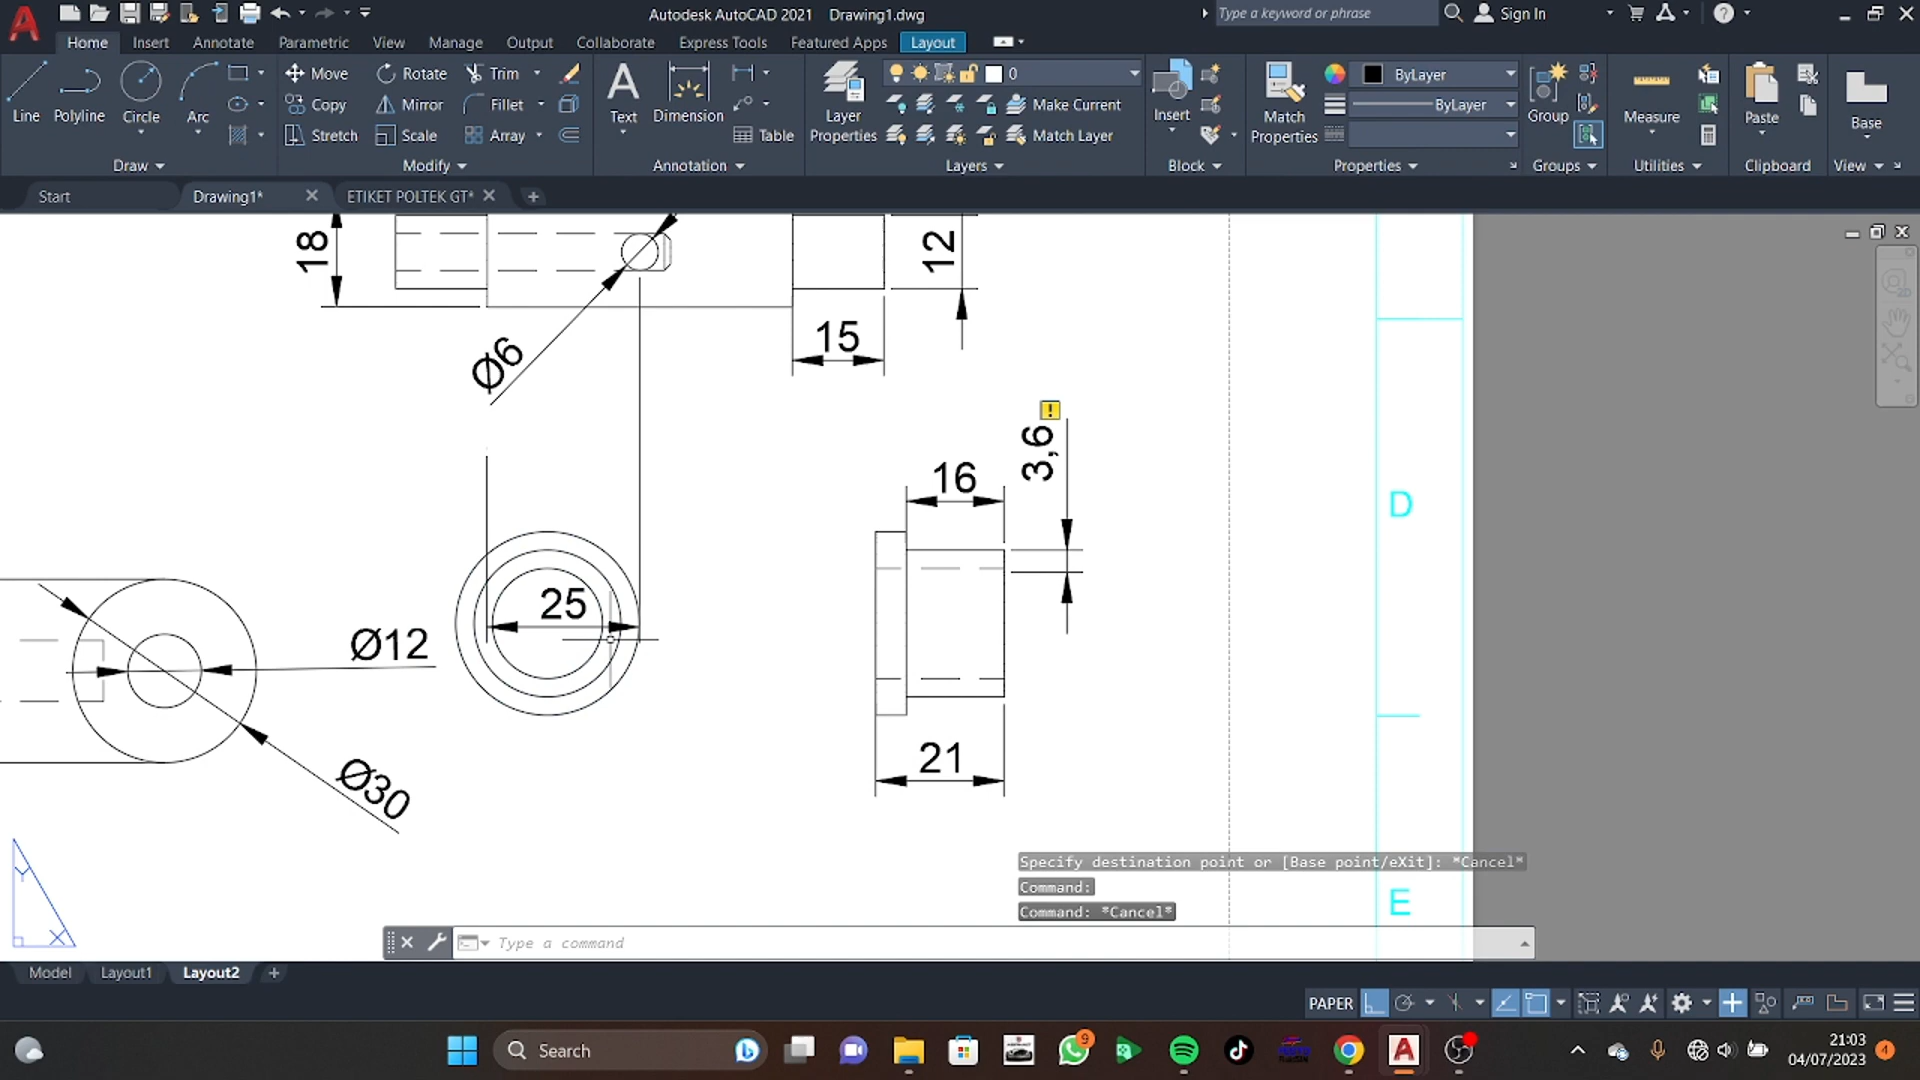 Autodesk AutoCAD 2021 Drawing1.dwg
Type a keyword or phrase
Sign In
Home Insert Annotate Parametric View Manage Output Collaborate Express Tools Featured Apps Layout
Line Polyline Circle Arc
Move Rotate Trim
Copy Mirror Fillet
Stretch Scale Array
Text Dimension Table
Layer Properties
0
Make Current
Match Layer
Insert
Match Properties
ByLayer
ByLayer
Group
Measure
Paste
Base
Draw Modify Annotation Layers Block Properties Groups Utilities Clipboard View
Start Drawing1* ETIKET POLTEK GT*
18
12
Ø6
15
3,6
16
D
25
Ø12
21
Ø30
Y
X
E
Specify destination point or [Base point/eXit]: *Cancel*
Command:
Command: *Cancel*
Type a command
Model Layout1 Layout2
PAPER
Search
9
21:03
04/07/2023
4